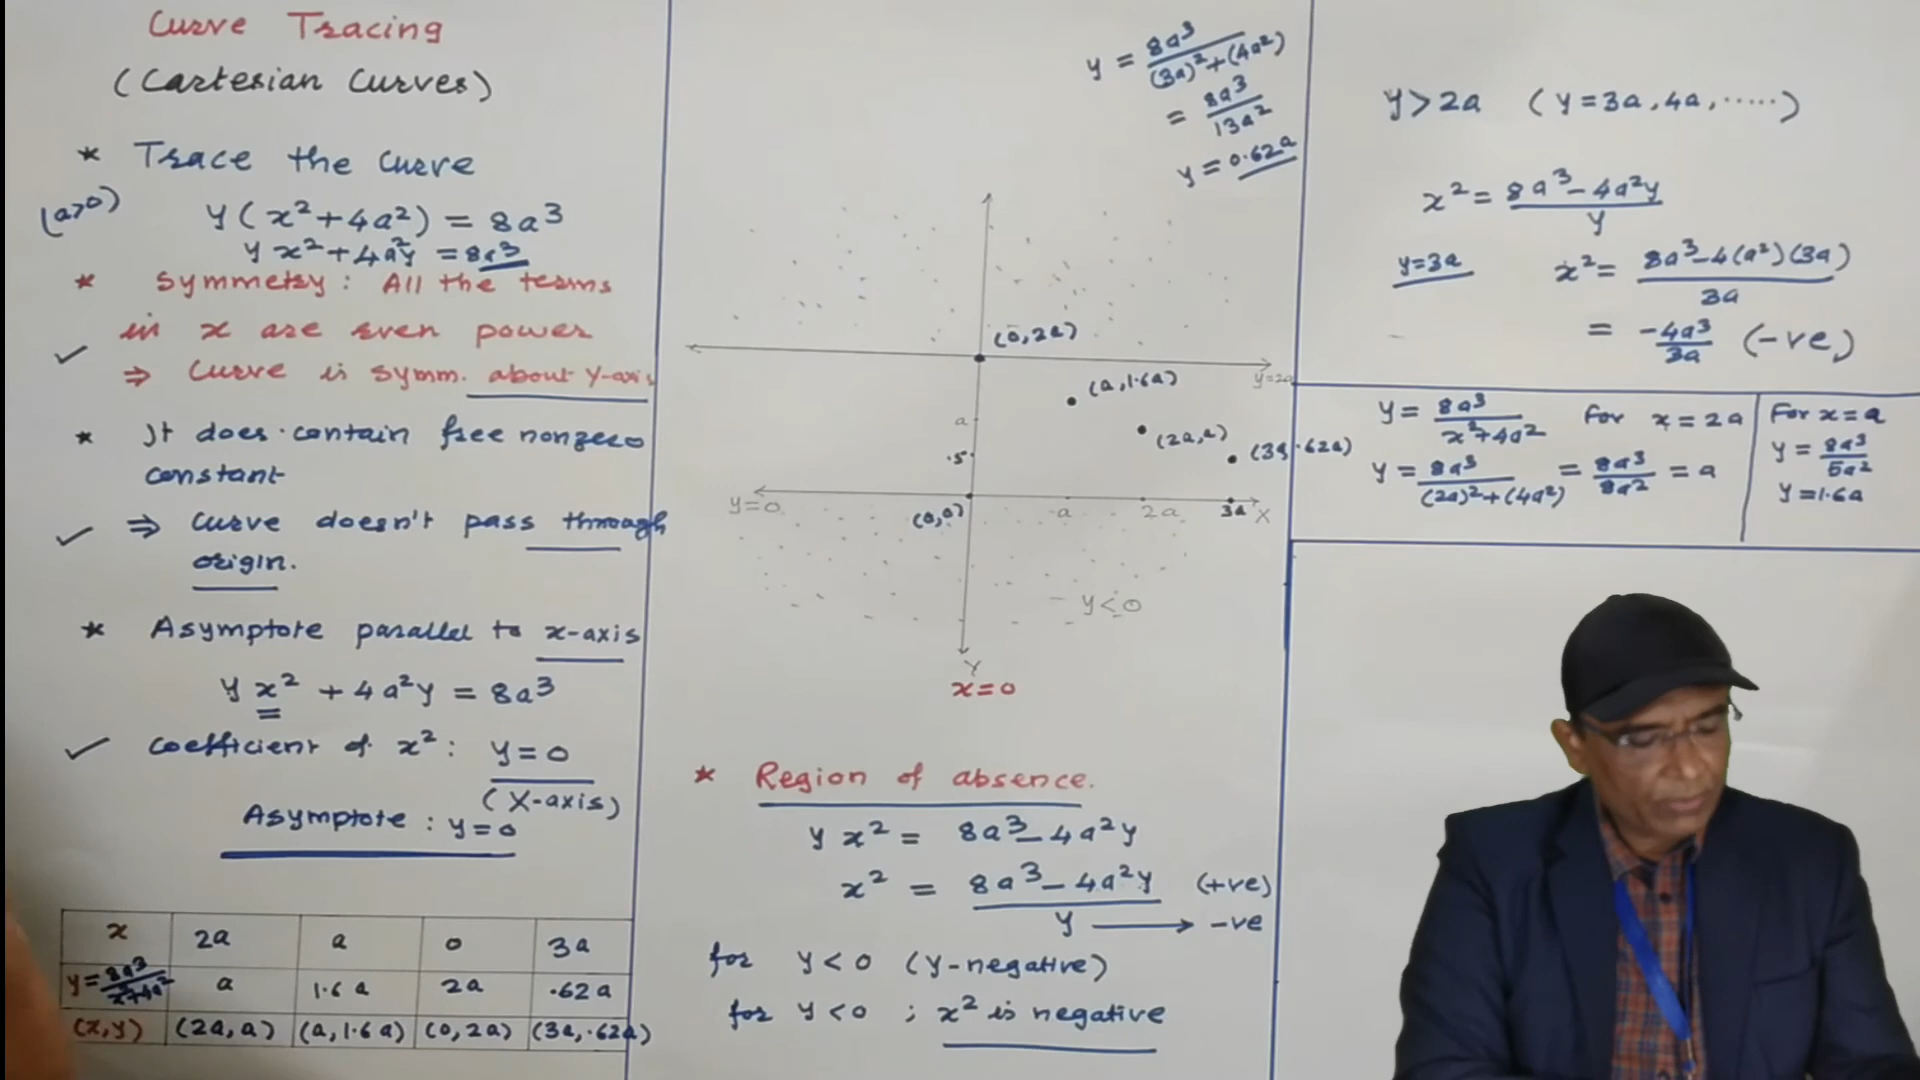 Curve Tracing
(Cartesian Curves)
* Trace the curve
(a>0)
y(x²+4a²) = 8a³
yx²+4a²y = 8a³
* Symmetry: All the terms
in x are even power
✓
⇒ Curve is symm. about Y-axis
* It does contain free nonzero
constant
✓ ⇒ Curve doesn't pass through
origin.
* Asymptote parallel to x-axis
yx² + 4a²y = 8a³
✓ Coefficient of x²: y=0
(X-axis)
Asymptote : y=0
x 2a a 0 3a
y=8a³/x²+4a² a 1.6a 2a .62a
(x,y) (2a,a) (a,1.6a) (0,2a) (3a,.62a)
y = 8a³/(3a)²+(4a²)
= 8a³/13a²
y = 0.62a
(0,2a)
y=2a
(a,1.6a)
a
(2a,a)
.5
(3a,.62a)
y=0
(0,0)
a
2a
3a
X
y<0
Y
x=0
* Region of absence.
yx² = 8a³-4a²y
x² = 8a³-4a²y/y (+ve)
→ -ve
for y<0 (y-negative)
for y<0 ; x² is negative
y>2a (y=3a,4a,.....)
x² = 8a³-4a²y/y
y=3a x² = 8a³-4(a²)(3a)/3a
= -4a³/3a (-ve)
y = 8a³/x²+4a² for x=2a
y = 8a³/(2a)²+(4a²) = 8a³/8a² = a
For x=a
y = 8a³/5a²
y=1.6a